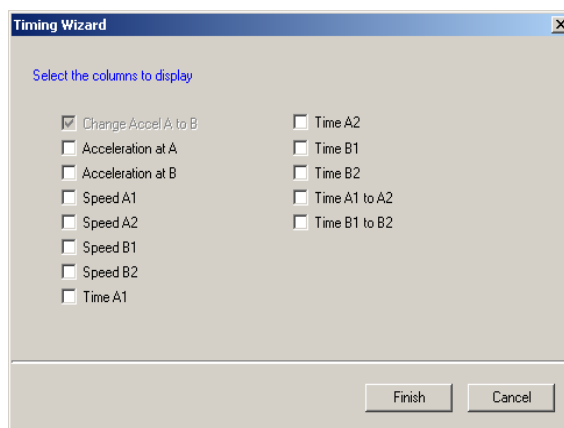 Timing Wizard
Select the columns to display
Change Accel A to B
Acceleration at A
Acceleration at B
Speed A1
Speed A2
Speed B1
Speed B2
Time A1
Time A2
Time B1
Time B2
Time A1 to A2
Time B1 to B2
Finish
Cancel